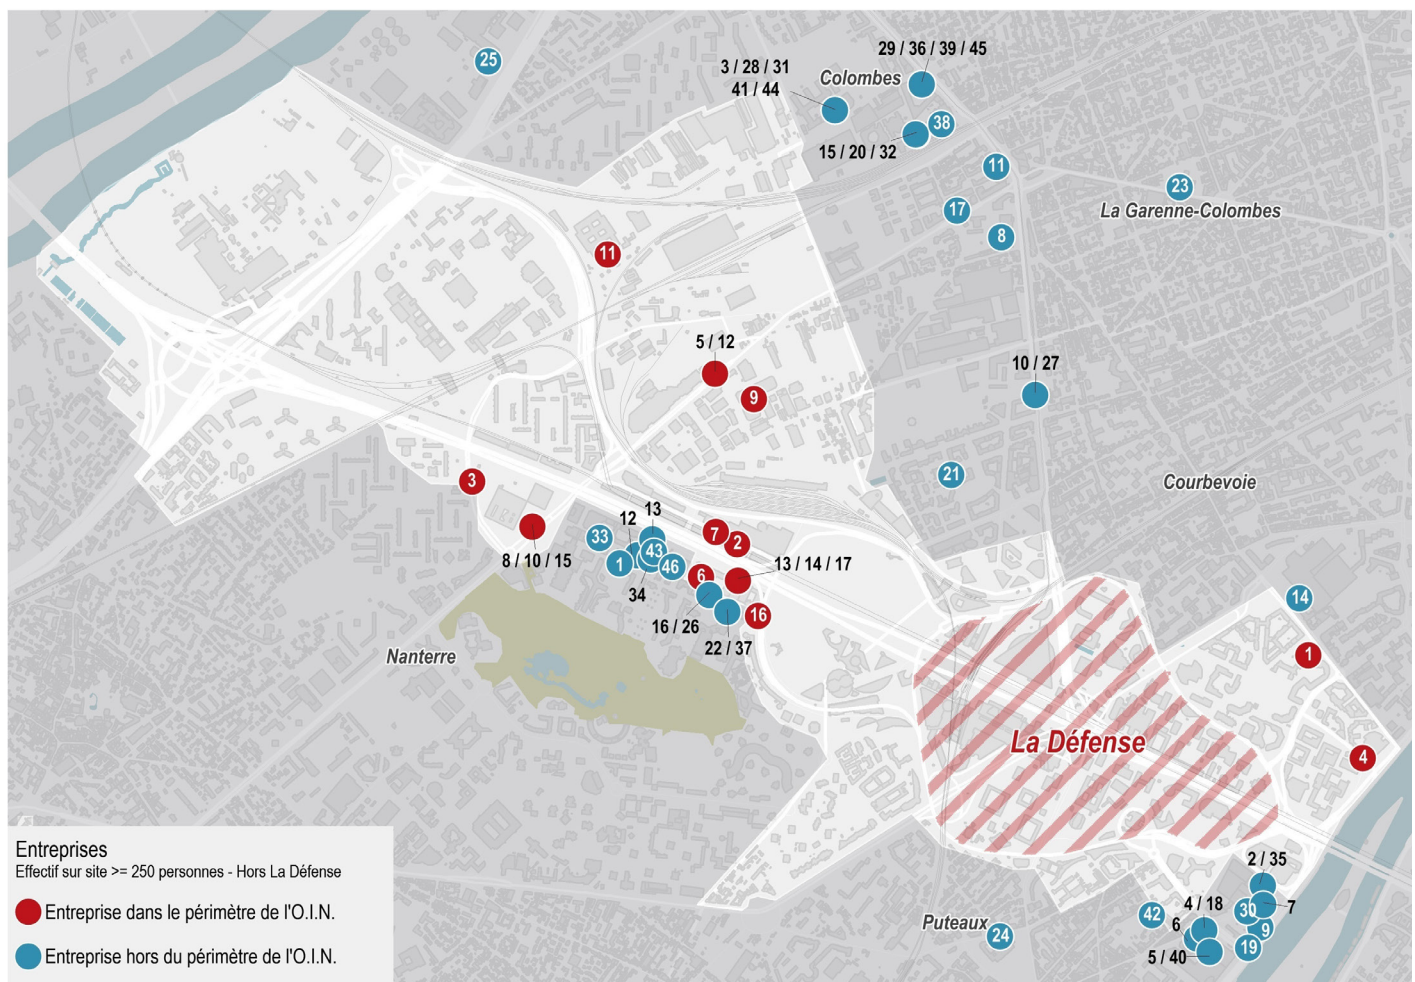 25
29 / 36 / 39 / 45
3 / 28 / 31
41 / 44
Colombes
38
15 / 20 / 32
11
23
17
La Garenne-Colombes
8
11
5 / 12
10 / 27
9
3
21
Courbevoie
13
12
33
7
2
43
8 / 10 / 15
1
46
6
13 / 14 / 17
34
14
16 / 26
16
22 / 37
Nanterre
1
La Défense
4
Entreprises
Effectif sur site >= 250 personnes - Hors La Défense
Entreprise dans le périmètre de l'O.I.N.
Entreprise hors du périmètre de l'O.I.N.
2 / 35
4 / 18
30
7
42
6
Puteaux
24
9
19
5 / 40